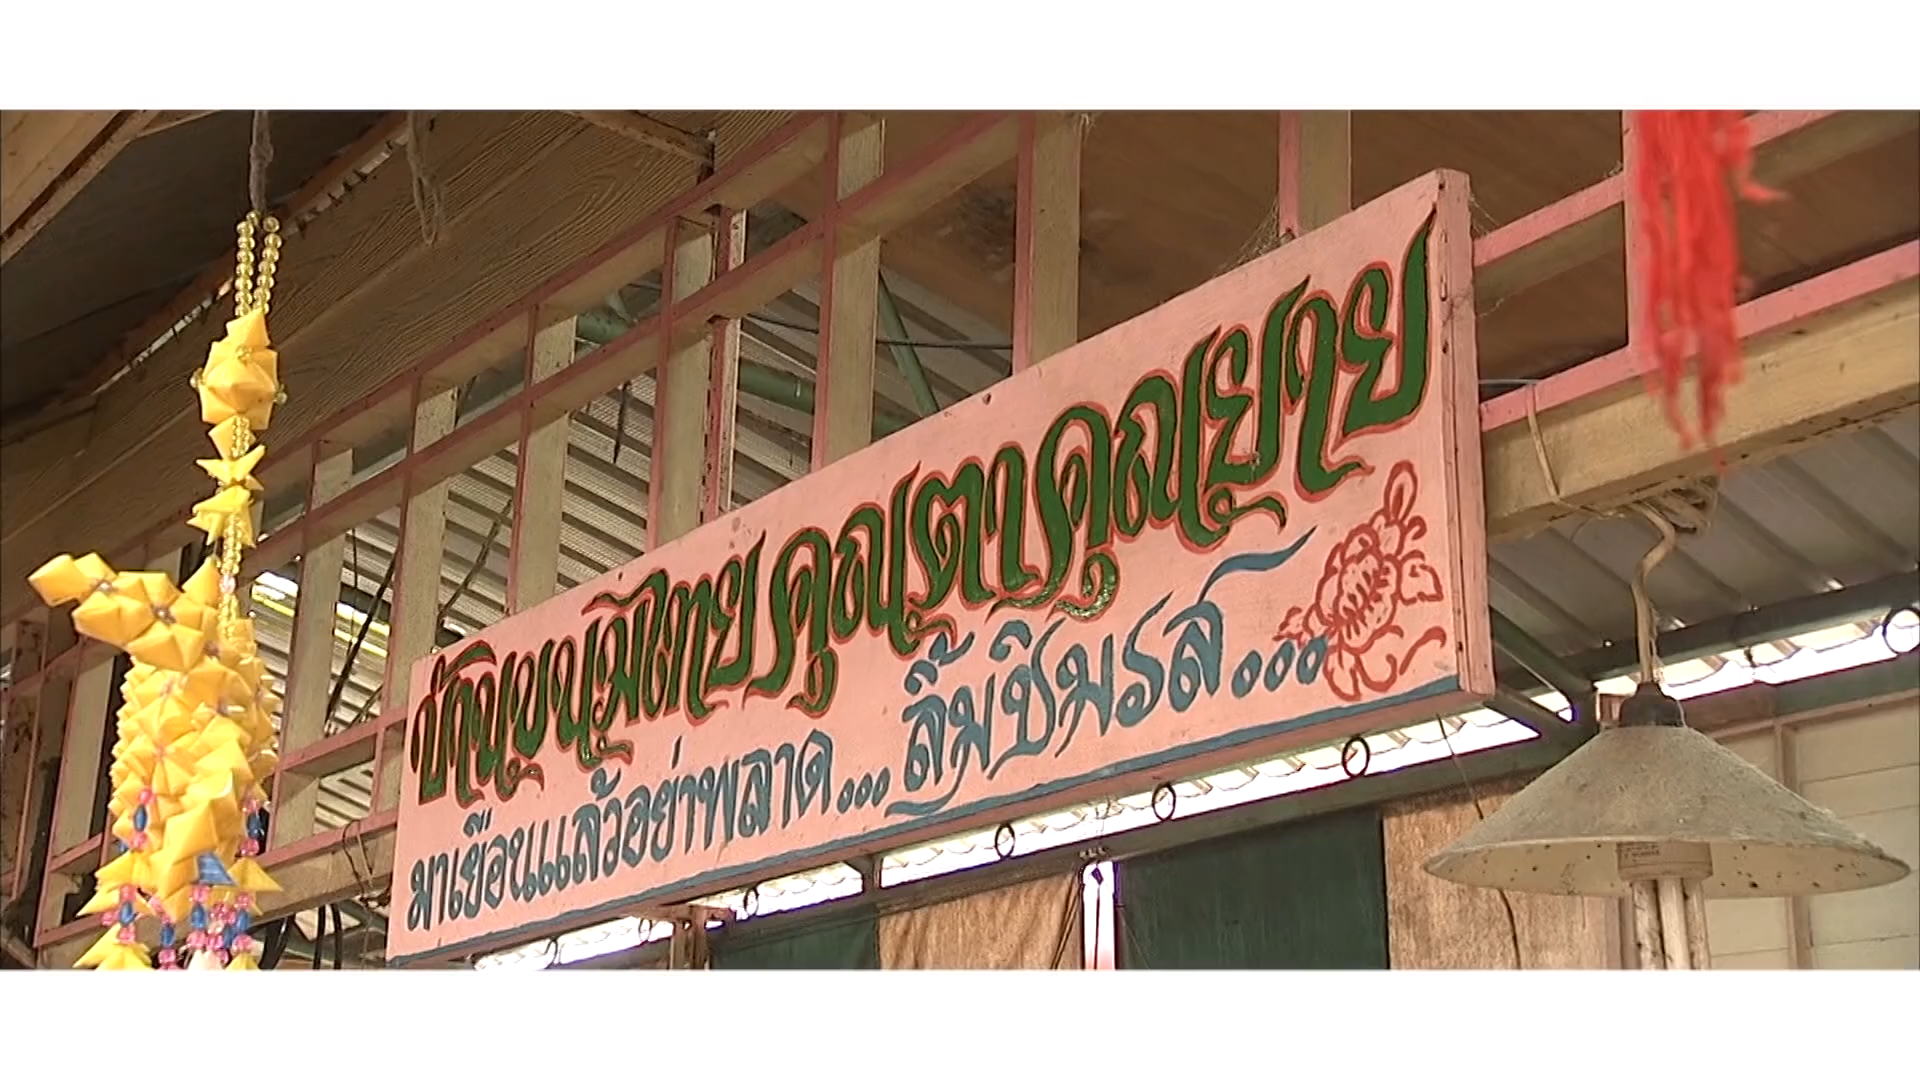 บ้านขนมไทย คุณตาคุณยาย
มาเยือนแล้วอย่าพลาด... ลิ้มชิมรส...